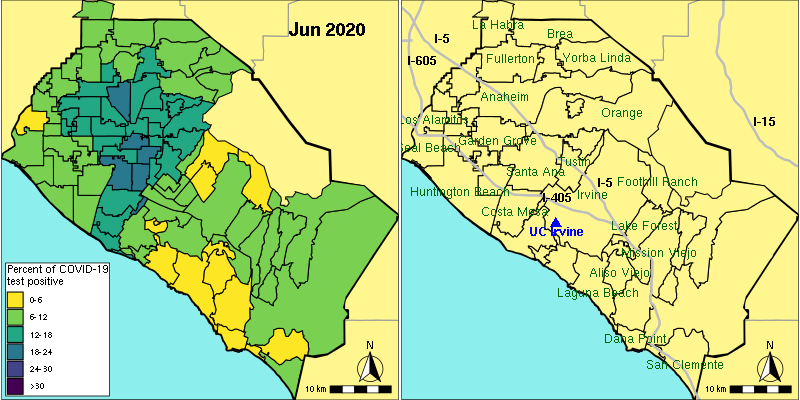 Jun 2020
Percent of COVID-19
test positive
0-6
6-12
12-18
18-24
24-30
>30
N
10 km
La Habra
Brea
I-5
I-605
Fullerton
Yorba Linda
Anaheim
Orange
I-15
Los Alamitos
Seal Beach
Garden Grove
Tustin
Santa Ana
I-5
Foothill Ranch
Huntington Beach
I-405
Irvine
Costa Mesa
UC Irvine
Lake Forest
Mission Viejo
Aliso Viejo
Laguna Beach
Dana Point
San Clemente
N
10 km